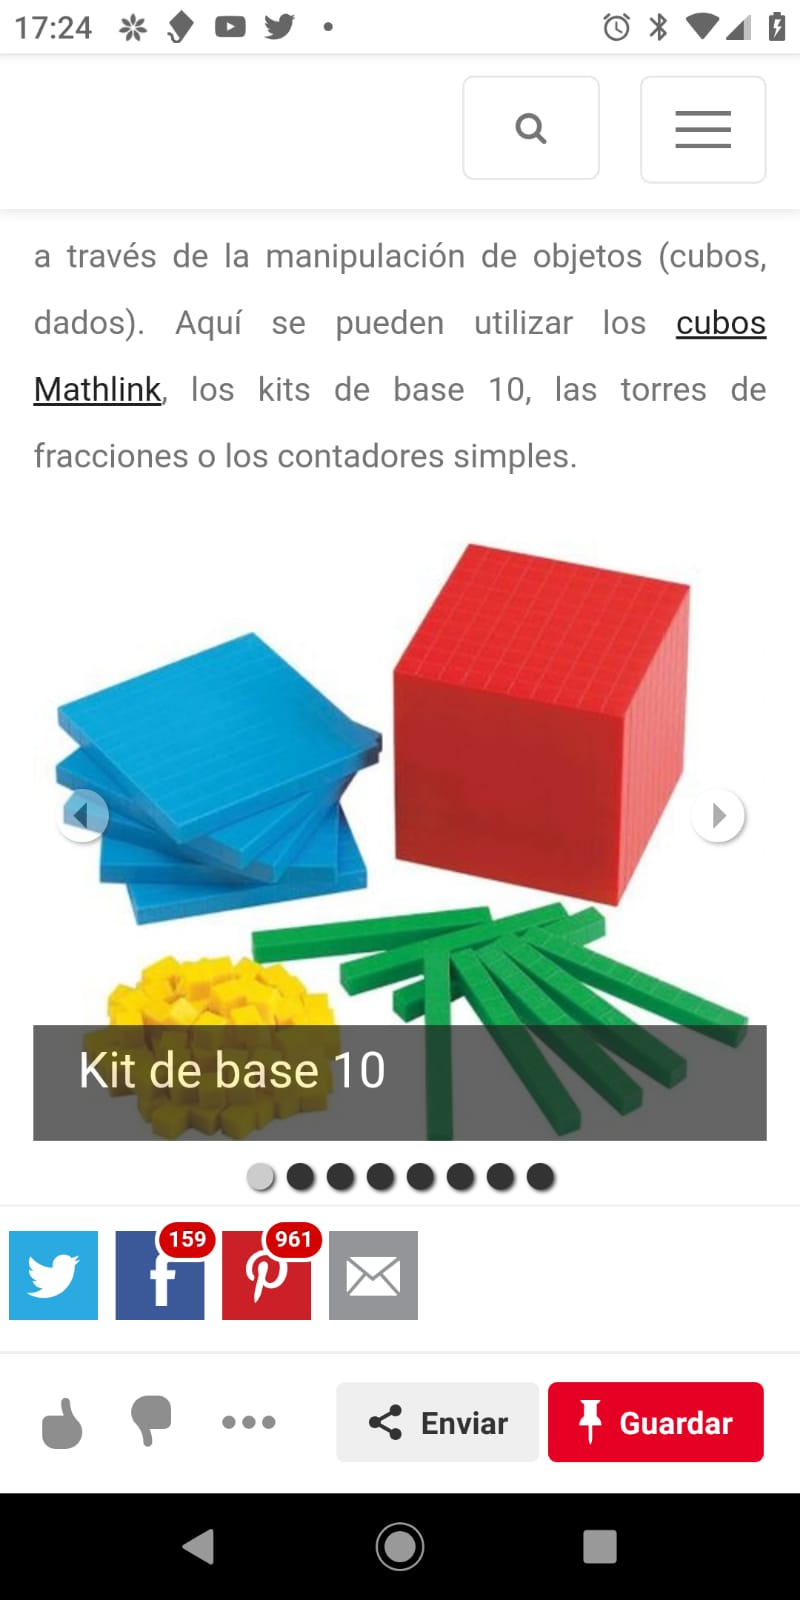 17:24
a través de la manipulación de objetos (cubos,
dados). Aquí se pueden utilizar los cubos
Mathlink, los kits de base 10, las torres de
fracciones o los contadores simples.
Kit de base 10
159
961
Enviar
Guardar